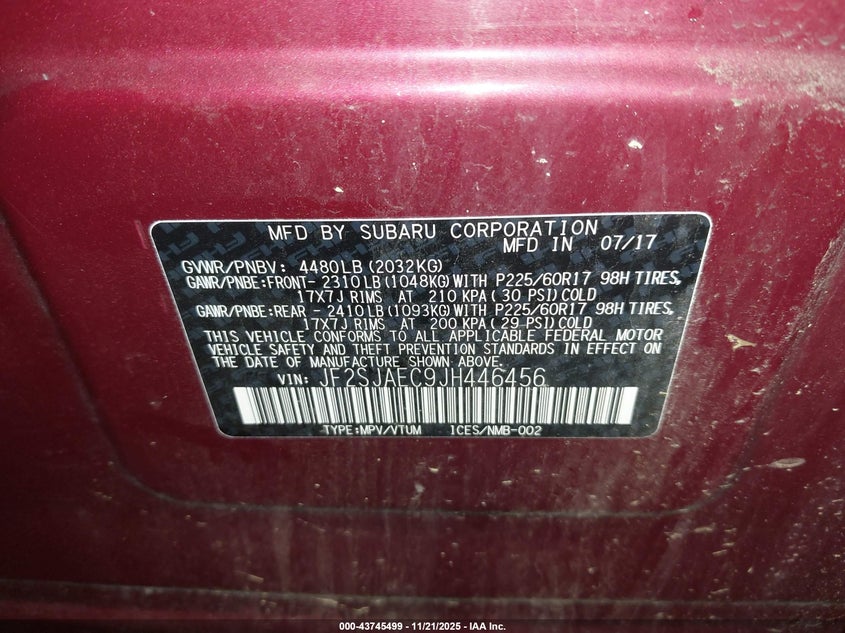 MFD BY SUBARU CORPORATION
MFD IN 07/17
GVWR/PNBV: 4480LB (2032KG)
GAWR/PNBE:FRONT- 2310LB (1048KG) WITH P225/60R17 98H TIRES,
17X7J RIMS AT 210 KPA (30 PSI) COLD
GAWR/PNBE:REAR - 2410LB (1093KG) WITH P225/60R17 98H TIRES,
17X7J RIMS AT 200 KPA (29 PSI) COLD
THIS VEHICLE CONFORMS TO ALL APPLICABLE FEDERAL MOTOR
VEHICLE SAFETY AND THEFT PREVENTION STANDARDS IN EFFECT ON
THE DATE OF MANUFACTURE SHOWN ABOVE.
VIN: JF2SJAEC9JH446456
TYPE:MPV/VTUM ICES/NMB-002
000-43745499 - 11/21/2025 - IAA Inc.